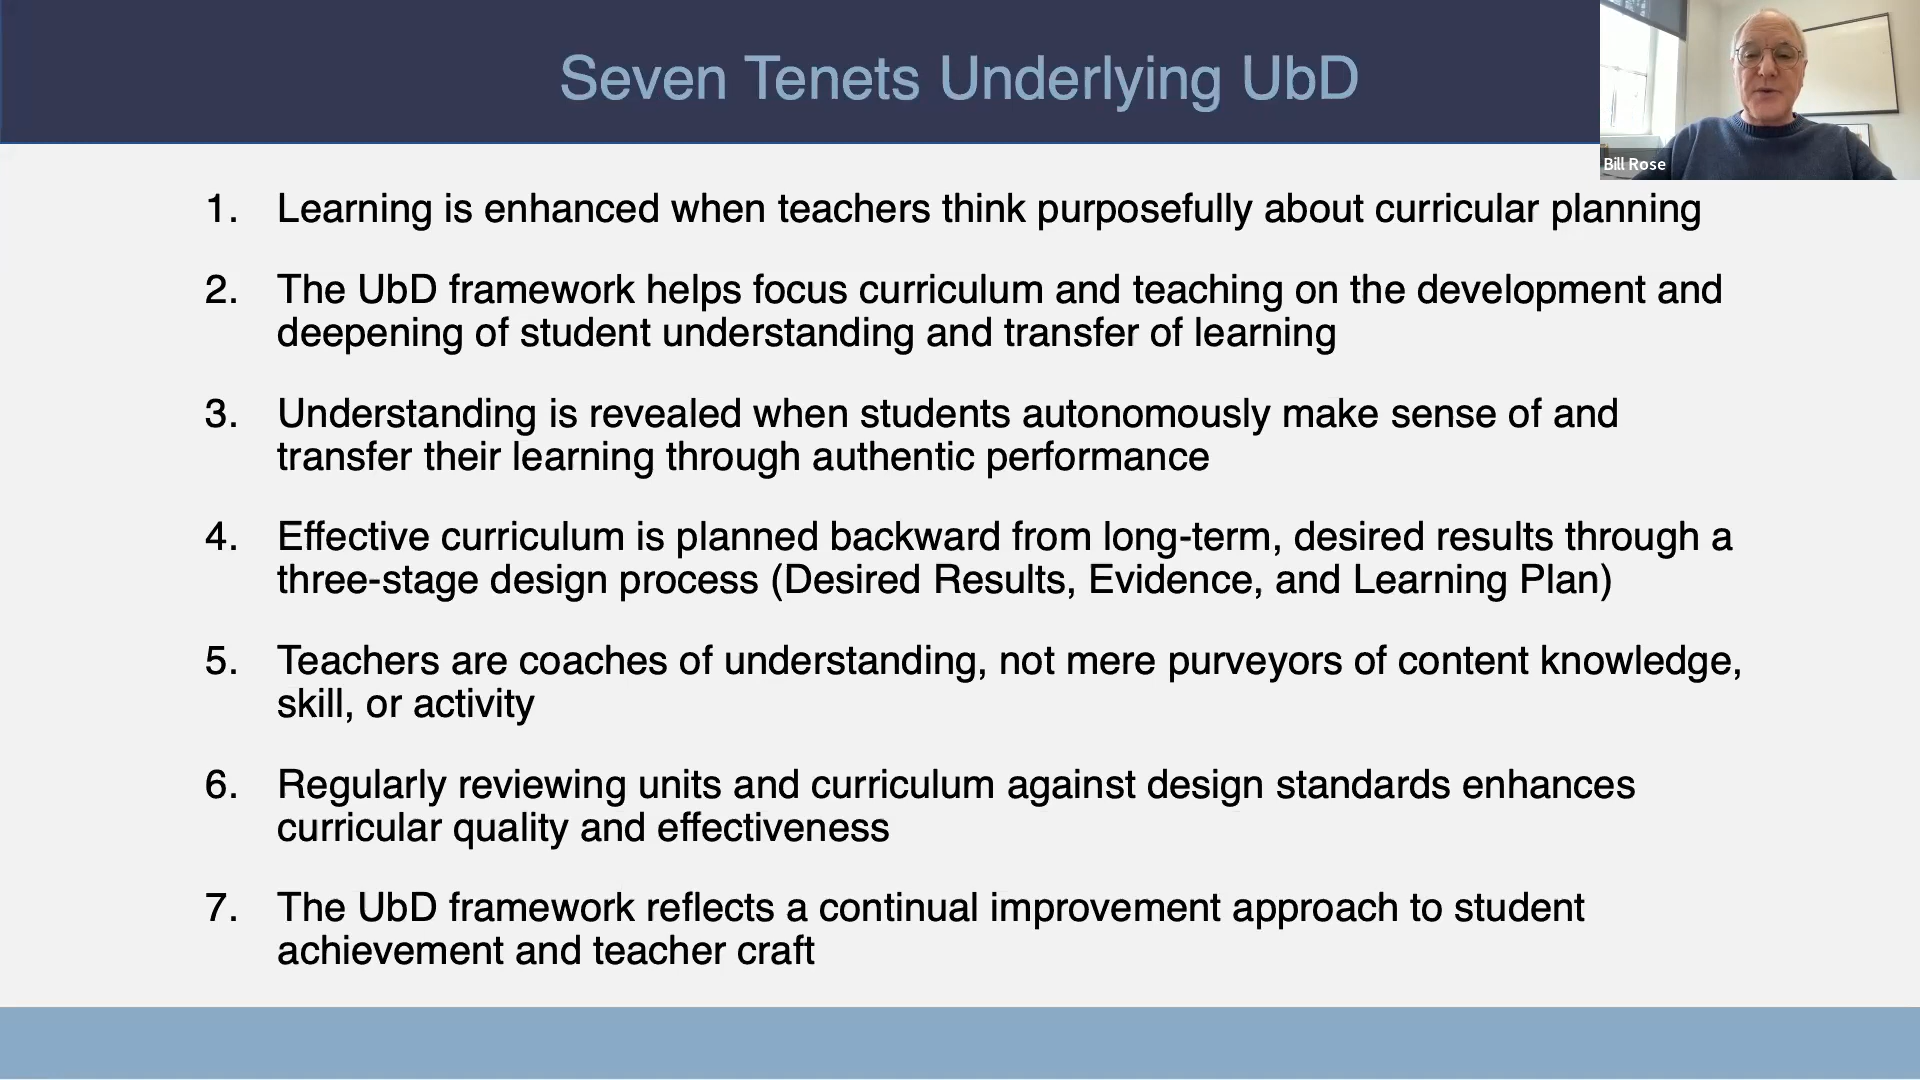 Seven Tenets Underlying UbD
Bill Rose
1. Learning is enhanced when teachers think purposefully about curricular planning
2. The UbD framework helps focus curriculum and teaching on the development and
deepening of student understanding and transfer of learning
3. Understanding is revealed when students autonomously make sense of and
transfer their learning through authentic performance
4. Effective curriculum is planned backward from long-term, desired results through a
three-stage design process (Desired Results, Evidence, and Learning Plan)
5. Teachers are coaches of understanding, not mere purveyors of content knowledge,
skill, or activity
6. Regularly reviewing units and curriculum against design standards enhances
curricular quality and effectiveness
7. The UbD framework reflects a continual improvement approach to student
achievement and teacher craft